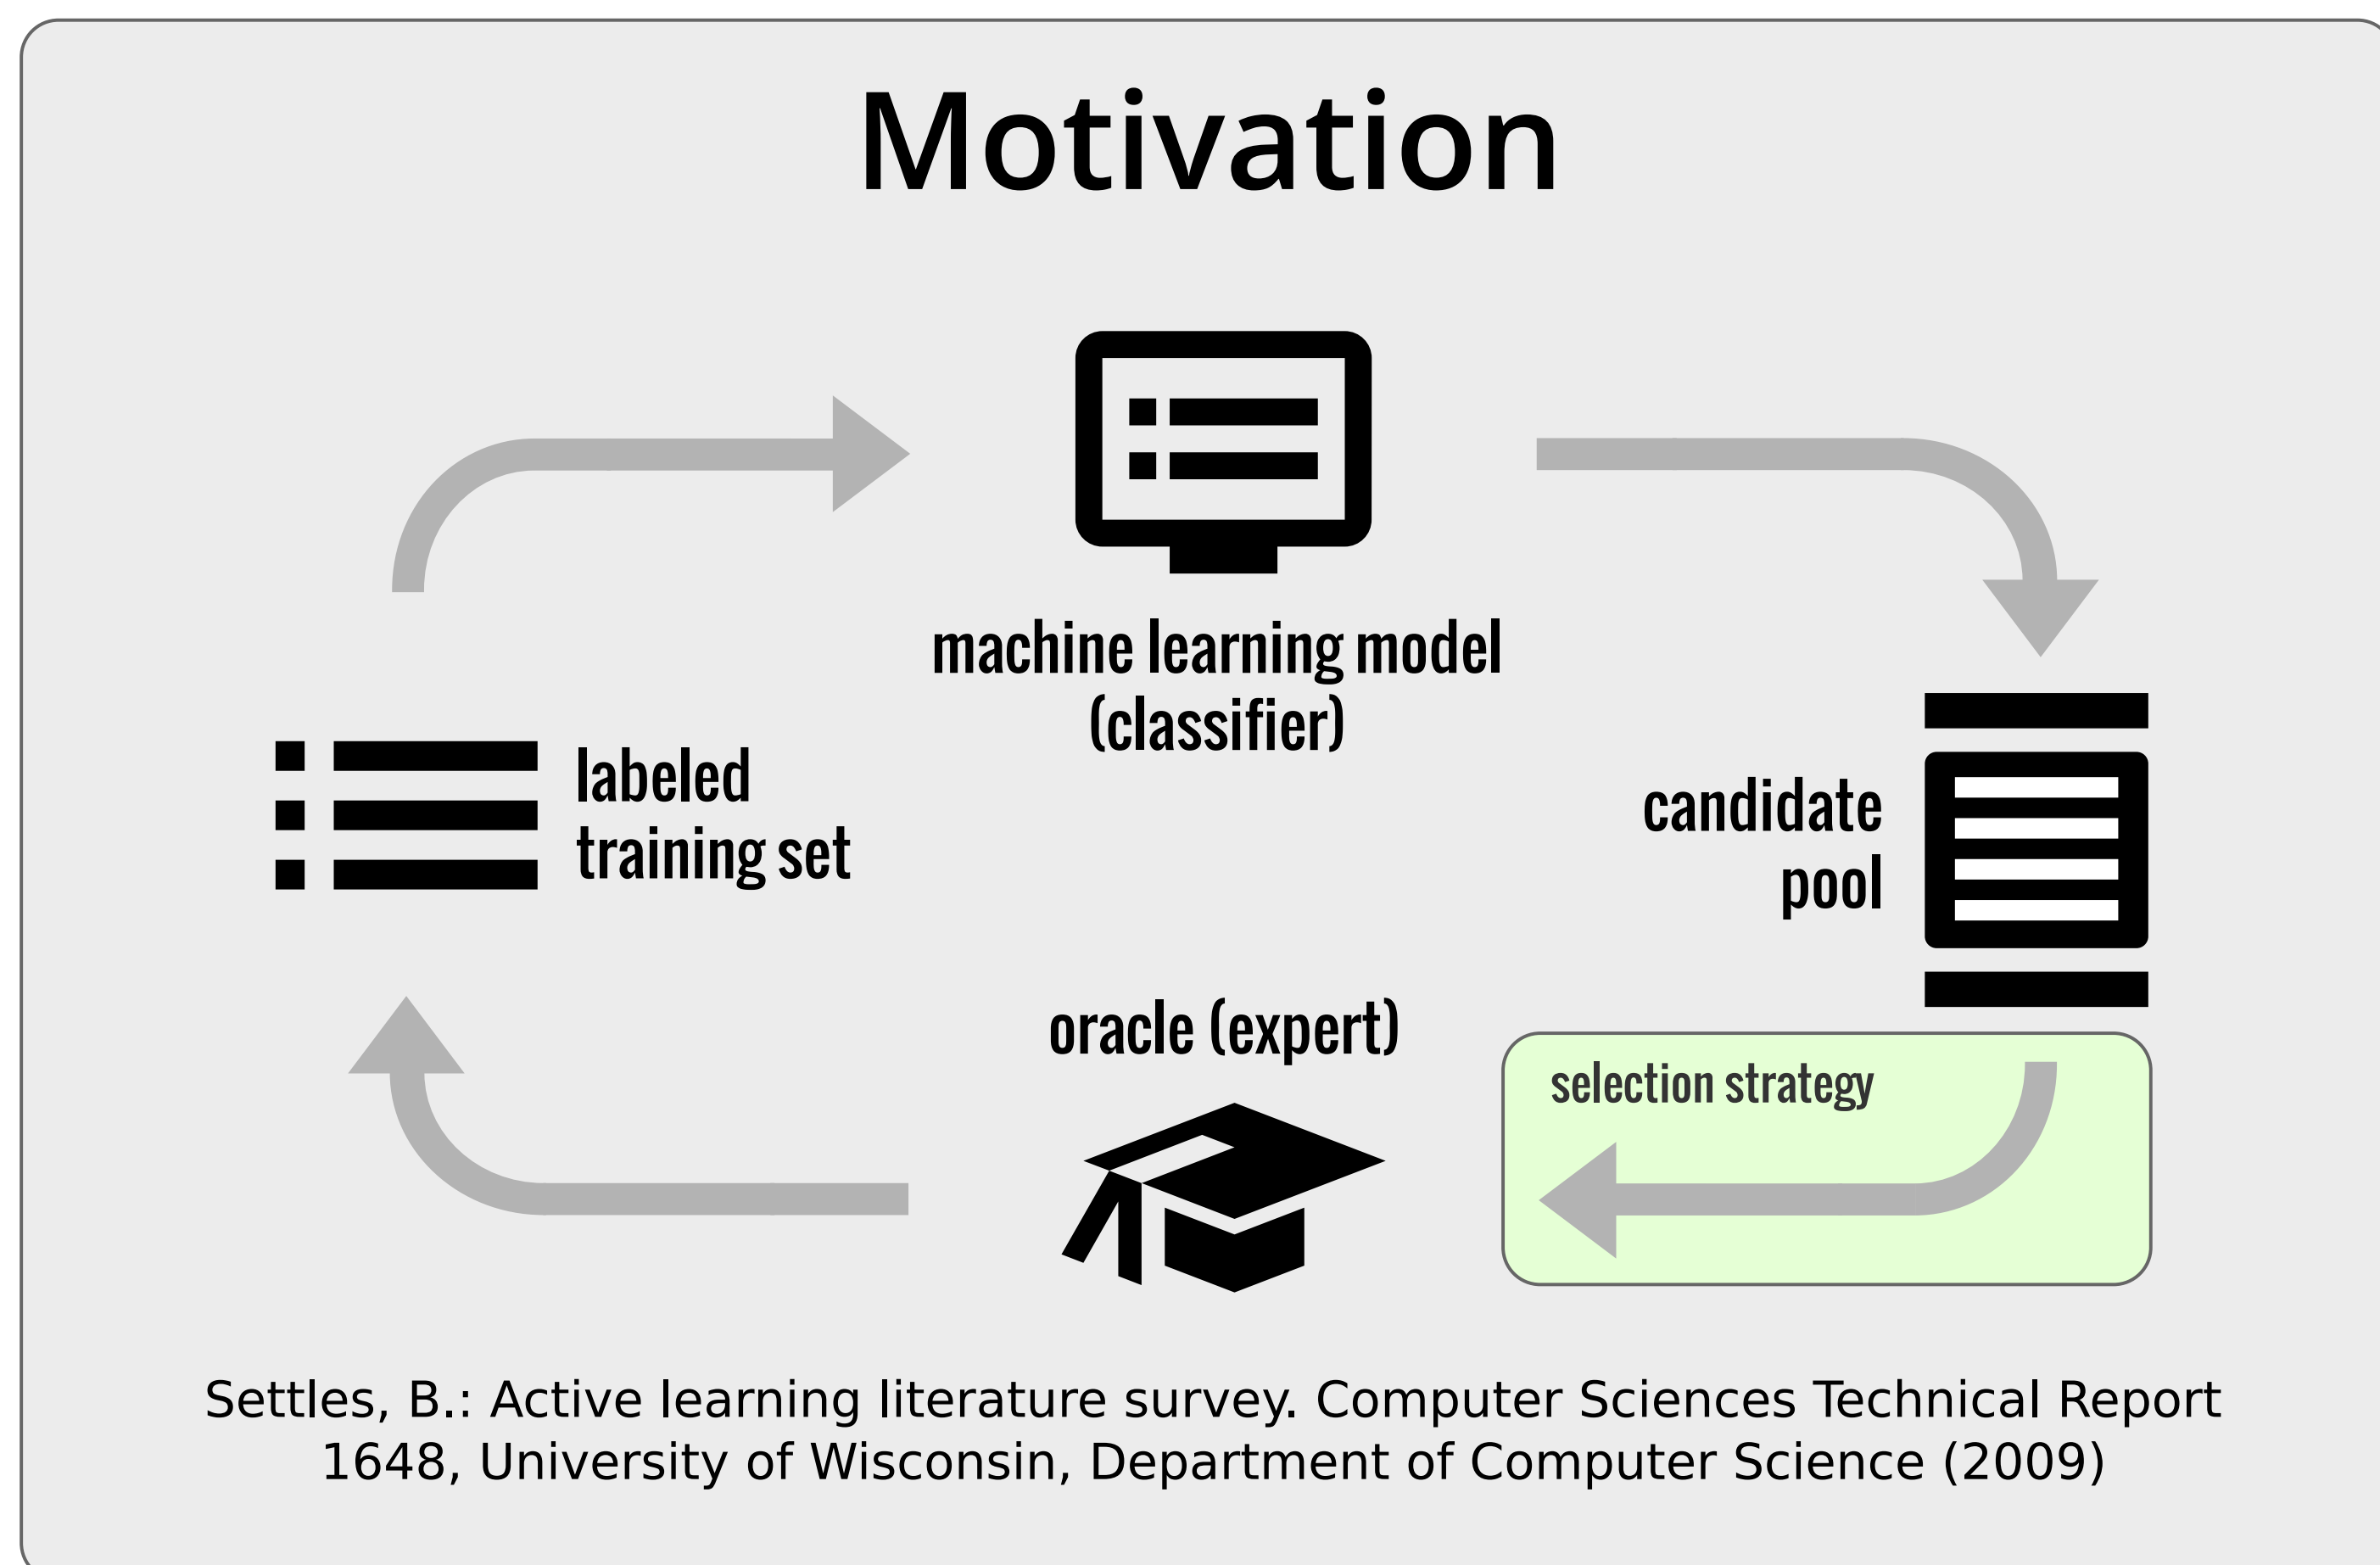 Motivation
machine learning model
(classifier)
labeled
training set
candidate
pool
oracle (expert)
selection strategy
Settles, B.: Active learning literature survey. Computer Sciences Technical Report
1648, University of Wisconsin, Department of Computer Science (2009)